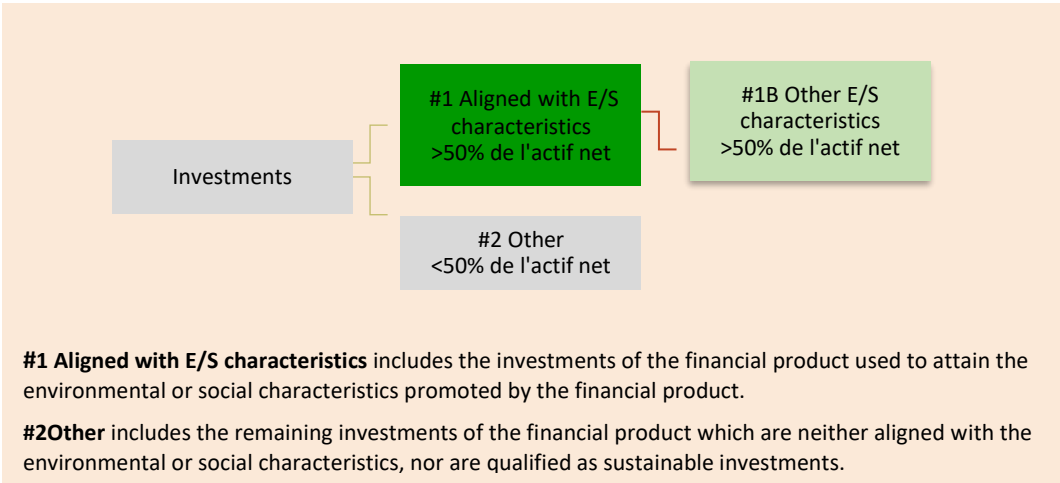 #1 Aligned with E/S
characteristics
>50% de l'actif net
#1B Other E/S
characteristics
>50% de l'actif net
Investments
#2 Other
<50% de l'actif net
#1 Aligned with E/S characteristics includes the investments of the financial product used to attain the
environmental or social characteristics promoted by the financial product.
#2Other includes the remaining investments of the financial product which are neither aligned with the
environmental or social characteristics, nor are qualified as sustainable investments.